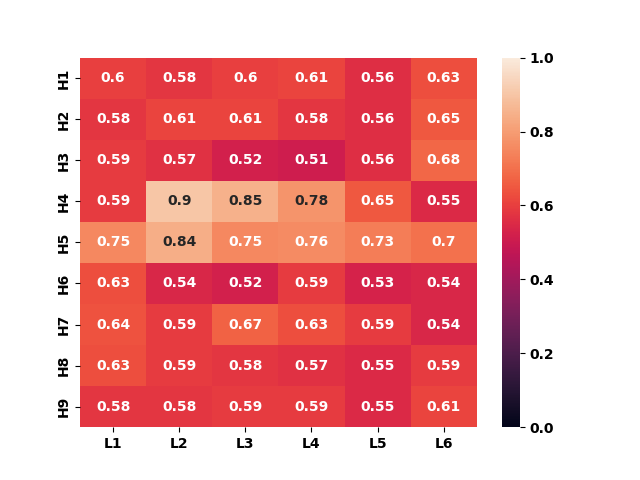 H1 0.6 0.58 0.6 0.61 0.56 0.63
H2 0.58 0.61 0.61 0.58 0.56 0.65
H3 0.59 0.57 0.52 0.51 0.56 0.68
H4 0.59 0.9 0.85 0.78 0.65 0.55
H5 0.75 0.84 0.75 0.76 0.73 0.7
H6 0.63 0.54 0.52 0.59 0.53 0.54
H7 0.64 0.59 0.67 0.63 0.59 0.54
H8 0.63 0.59 0.58 0.57 0.55 0.59
H9 0.58 0.58 0.59 0.59 0.55 0.61
L1 L2 L3 L4 L5 L6
1.0
0.8
0.6
0.4
0.2
0.0